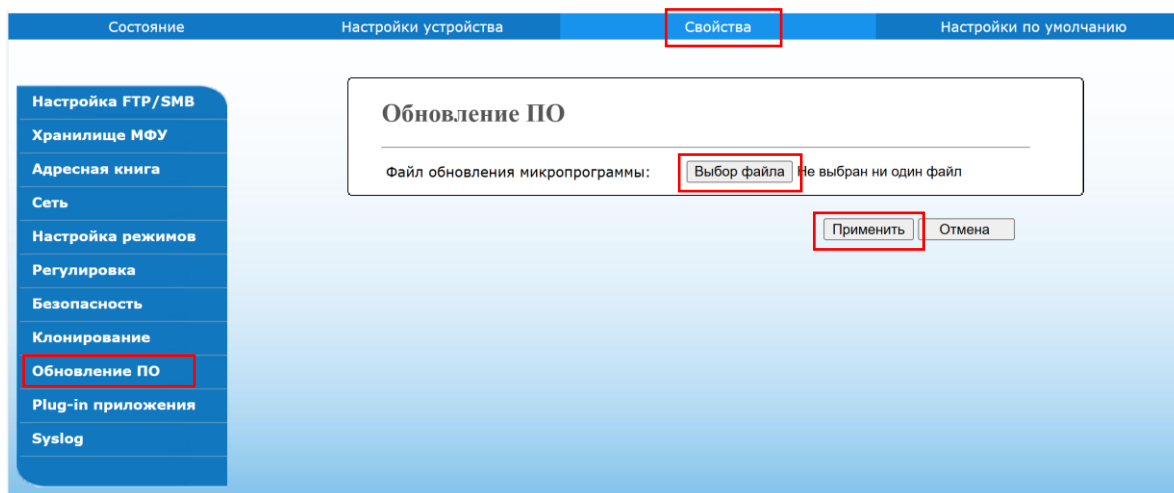 Состояние Настройки устройства Свойства Настройки по умолчанию
Настройка FTP/SMB
Хранилище МФУ
Адресная книга
Сеть
Настройка режимов
Регулировка
Безопасность
Клонирование
Обновление ПО
Plug-in приложения
Syslog
Обновление ПО
Файл обновления микропрограммы: Выбор файла Не выбран ни один файл
Применить Отмена